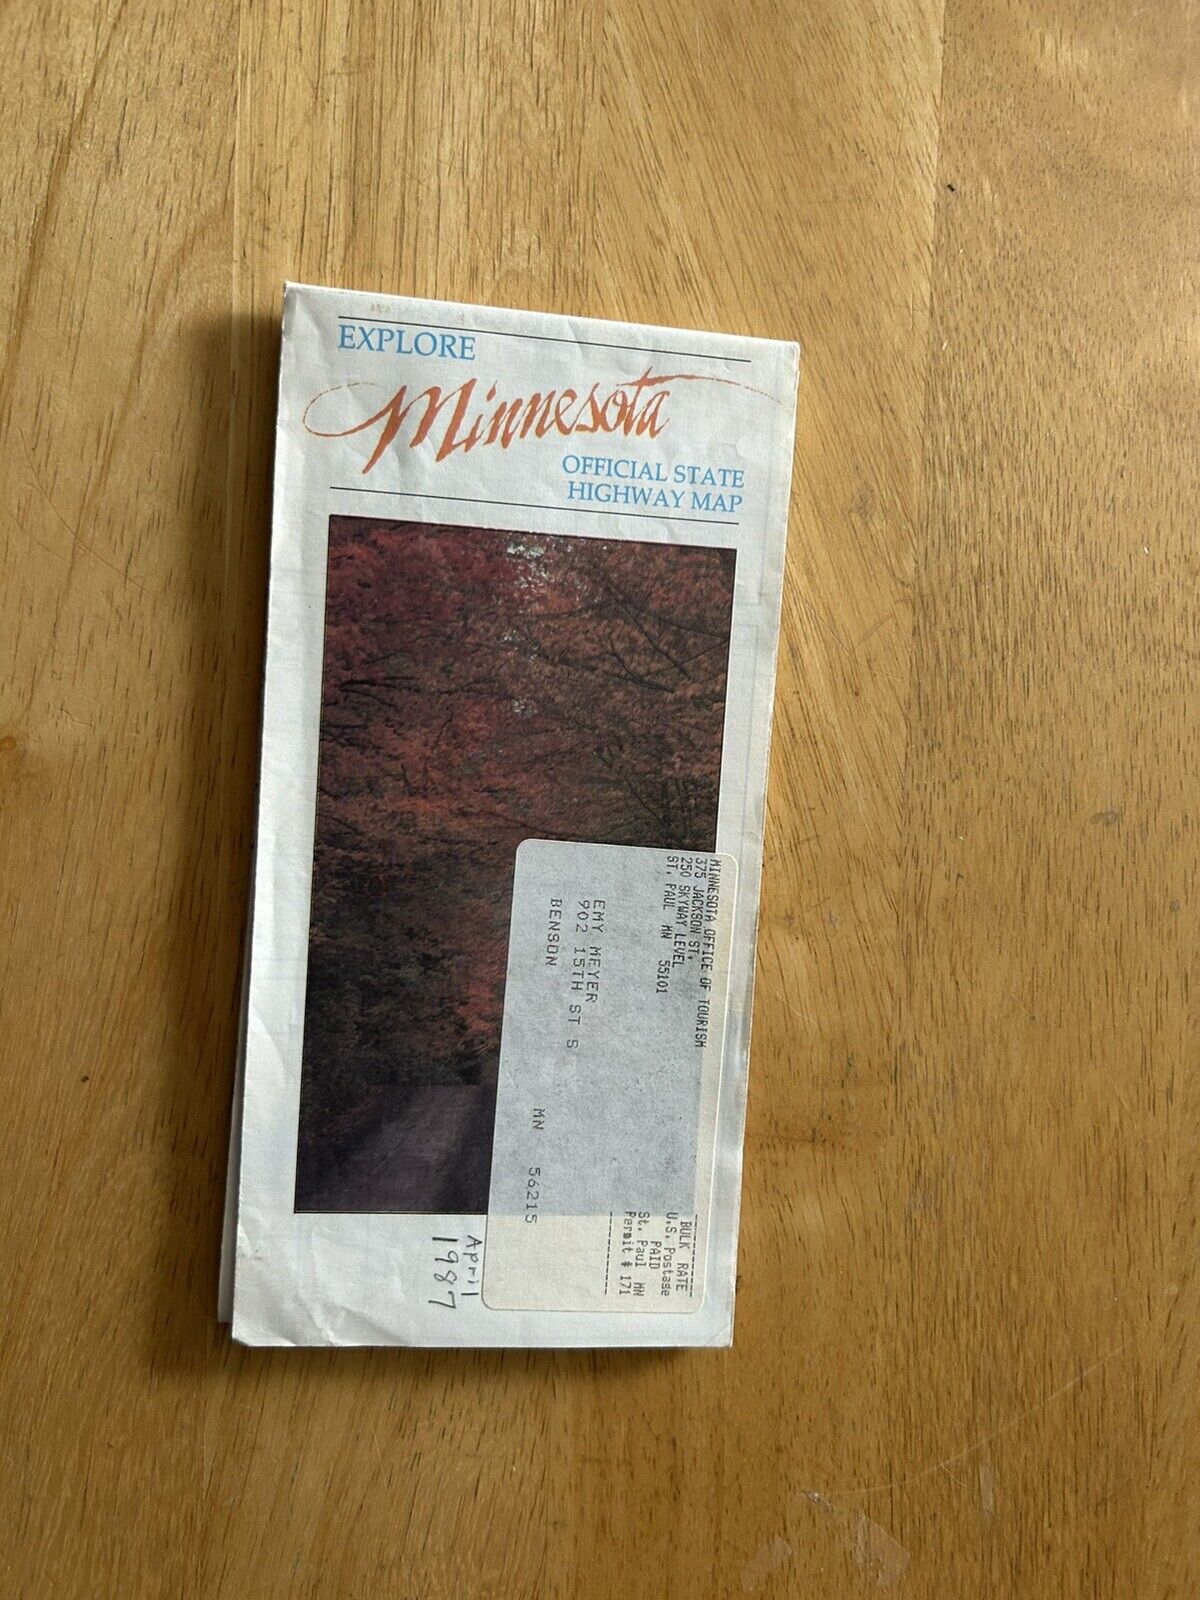 EXPLORE
Minnesota
OFFICIAL STATE
HIGHWAY MAP
MINNESOTA OFFICE OF TOURISM
375 JACKSON ST,
250 SKYWAY LEVEL
ST, PAUL MN 55101
BULK RATE
U.S. Postage
PAID
St. Paul MN
Permit # 171
EMY MEYER
902 15TH ST S
BENSON MN 56215
April
1987